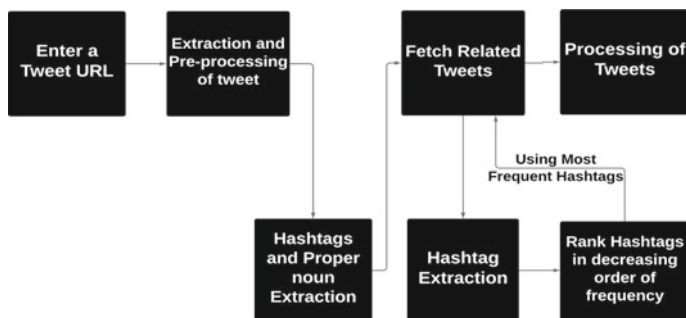 Enter a
Tweet URL
Extraction and
Pre-processing
of tweet
Fetch Related
Tweets
Processing of
Tweets
Using Most
Frequent Hashtags
Hashtags
and Proper
noun
Extraction
Hashtag
Extraction
Rank Hashtags
in decreasing
order of
frequency